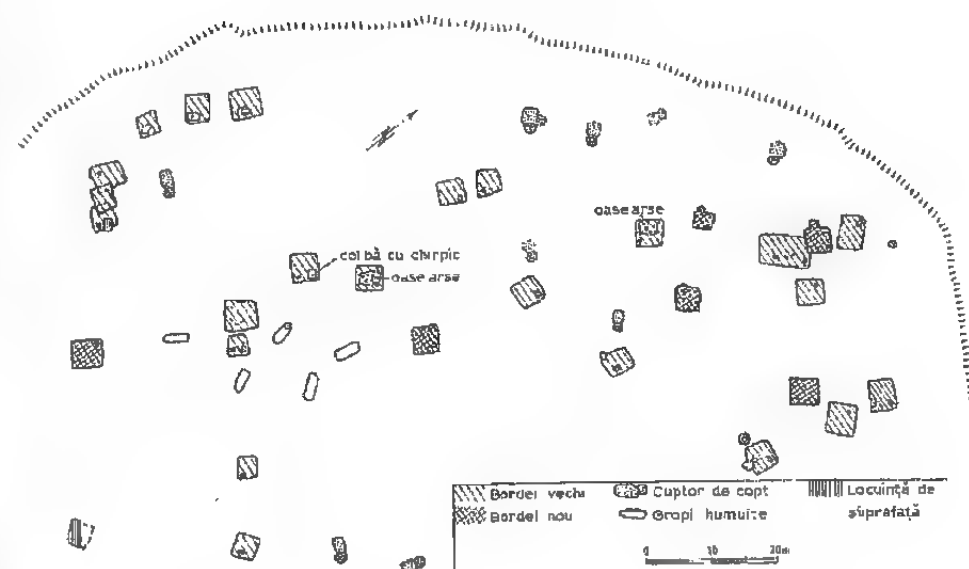 oase arse
colbă cu chirpic
oase arse
Bordei vechi
Cuptor de copt
Locuință de
suprafață
Bordei nou
Gropi humuite
0 10 20m